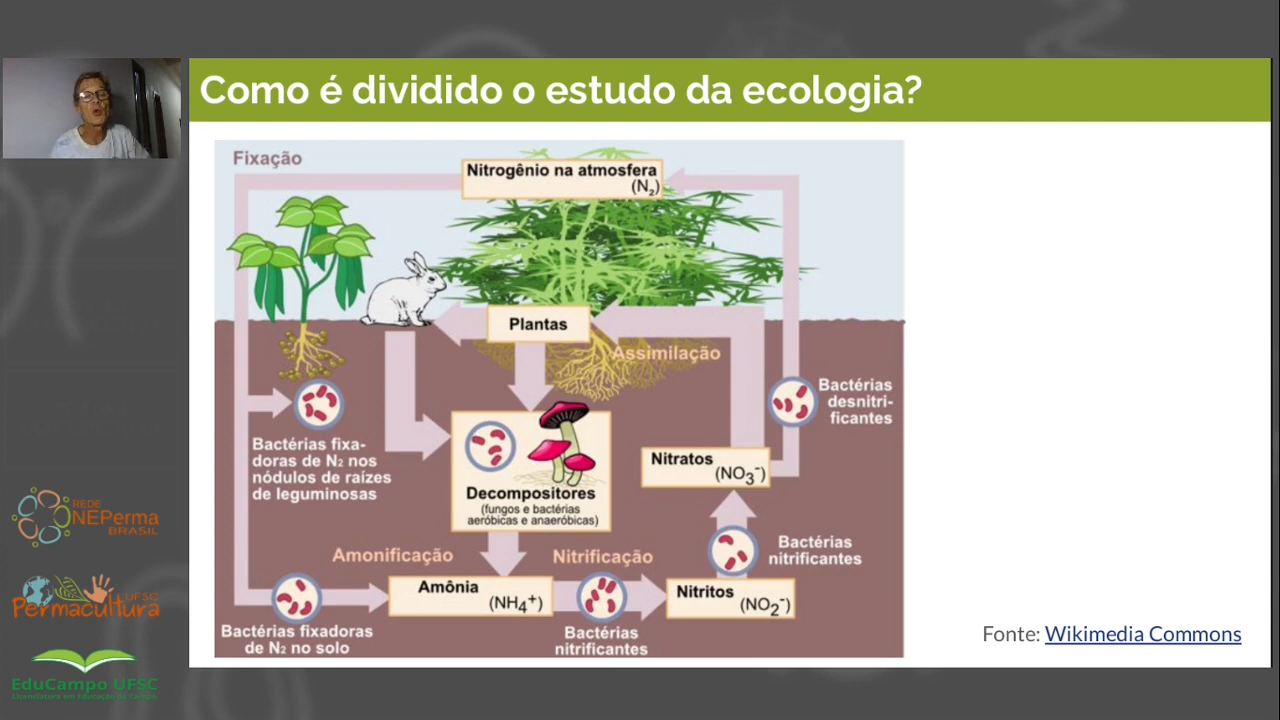 Como é dividido o estudo da ecologia?
Fixação
Nitrogênio na atmosfera
(N₂)
Plantas
Assimilação
Bactérias
desnitri-
ficantes
Bactérias fixa-
doras de N₂ nos
nódulos de raízes
de leguminosas
Nitratos
(NO₃⁻)
Decompositores
(fungos e bactérias
aeróbicas e anaeróbicas)
Amonificação
Nitrificação
Bactérias
nitrificantes
Amônia
(NH₄⁺)
Nitritos
(NO₂⁻)
Bactérias fixadoras
de N₂ no solo
Bactérias
nitrificantes
Fonte: Wikimedia Commons
REDE
NEPerma
BRASIL
UFSC
Permacultura
EduCampo UFSC
Licenciatura em Educação do Campo